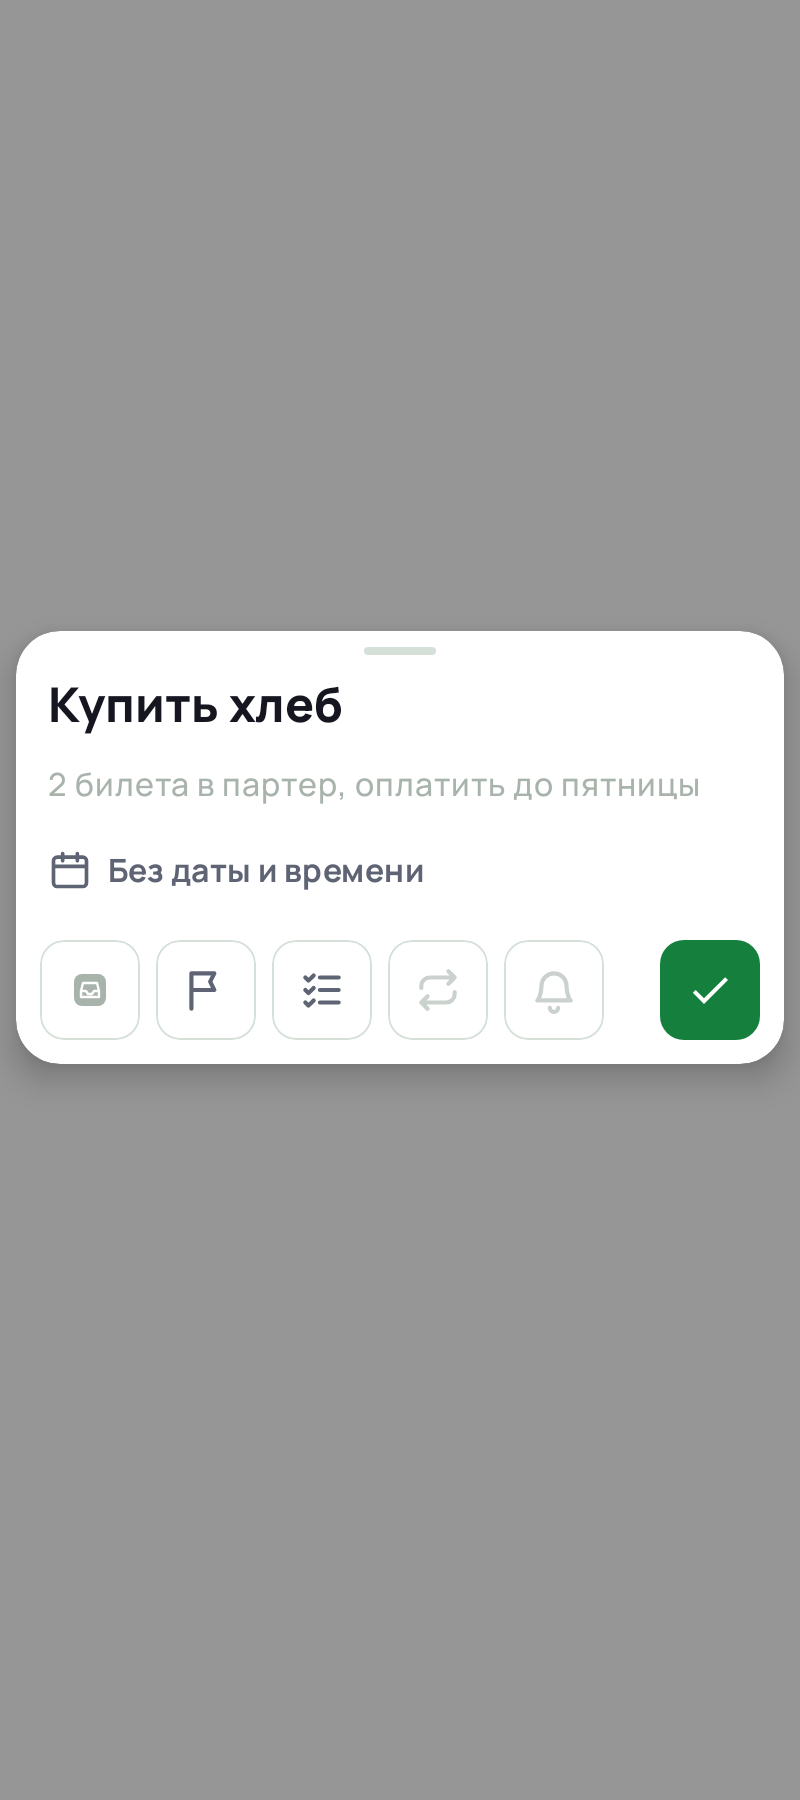 Купить хлеб
2 билета в партер, оплатить до пятницы
Без даты и времени